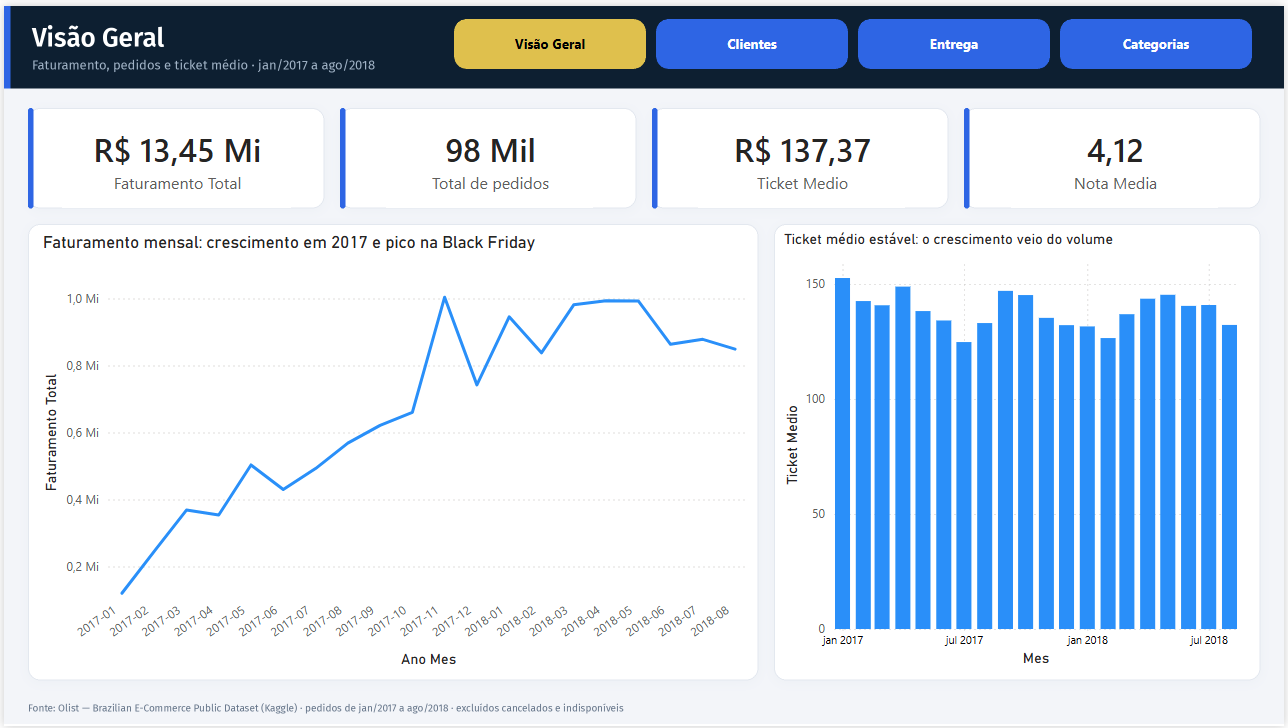 Visão Geral
Faturamento, pedidos e ticket médio · jan/2017 a ago/2018
Visão Geral
Clientes
Entrega
Categorias
R$ 13,45 Mi
Faturamento Total
98 Mil
Total de pedidos
R$ 137,37
Ticket Medio
4,12
Nota Media
Faturamento mensal: crescimento em 2017 e pico na Black Friday
Faturamento Total
1,0 Mi
0,8 Mi
0,6 Mi
0,4 Mi
0,2 Mi
2017-01
2017-02
2017-03
2017-04
2017-05
2017-06
2017-07
2017-08
2017-09
2017-10
2017-11
2017-12
2018-01
2018-02
2018-03
2018-04
2018-05
2018-06
2018-07
2018-08
Ano Mes
Ticket médio estável: o crescimento veio do volume
Ticket Medio
150
100
50
0
jan 2017
jul 2017
jan 2018
jul 2018
Mes
Fonte: Olist — Brazilian E-Commerce Public Dataset (Kaggle) · pedidos de jan/2017 a ago/2018 · excluidos cancelados e indisponíveis